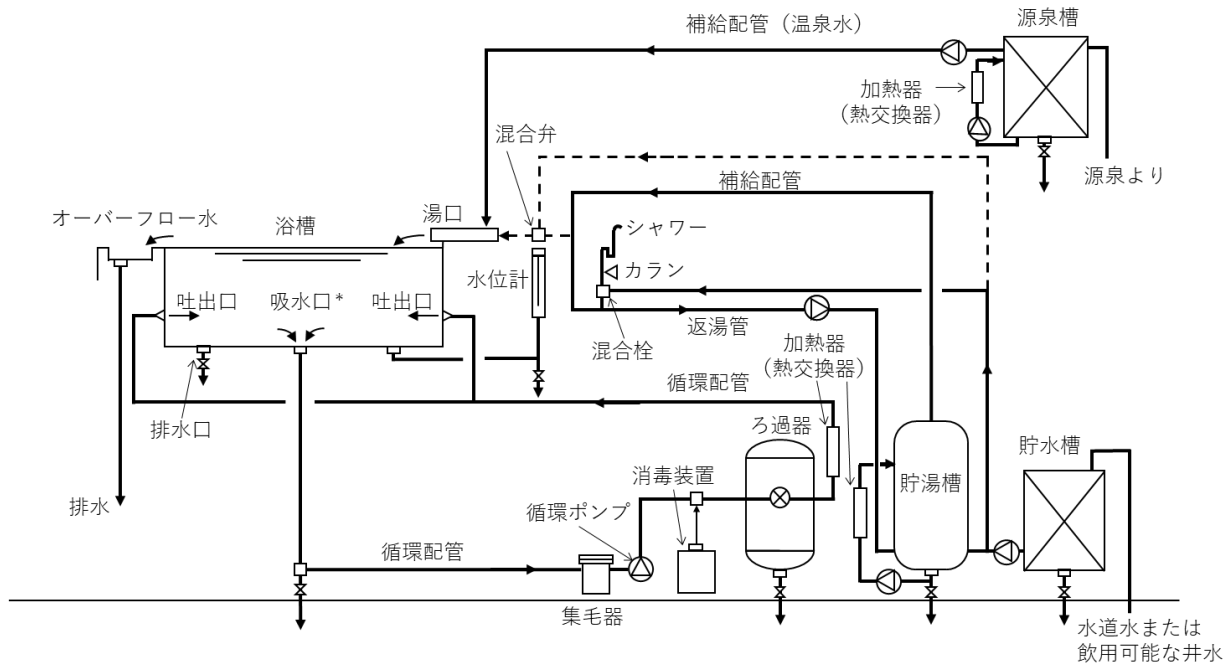 源泉槽
補給配管（温泉水）
加熱器
（熱交換器）
混合弁
源泉より
補給配管
オーバーフロー水
浴槽
湯口
シャワー
水位計
カラン
吐出口
吸水口*
吐出口
返湯管
混合栓
加熱器
（熱交換器）
循環配管
排水口
ろ過器
貯水槽
消毒装置
貯湯槽
排水
循環ポンプ
循環配管
集毛器
水道水または
飲用可能な井水